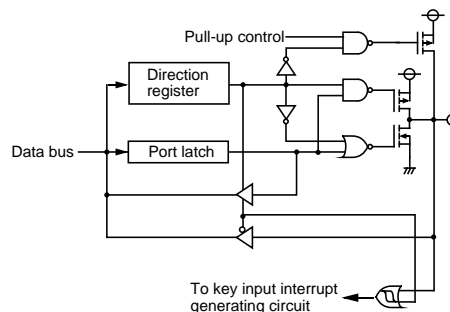 Pull-up control
Direction
register
Data bus
Port latch
To key input interrupt
generating circuit